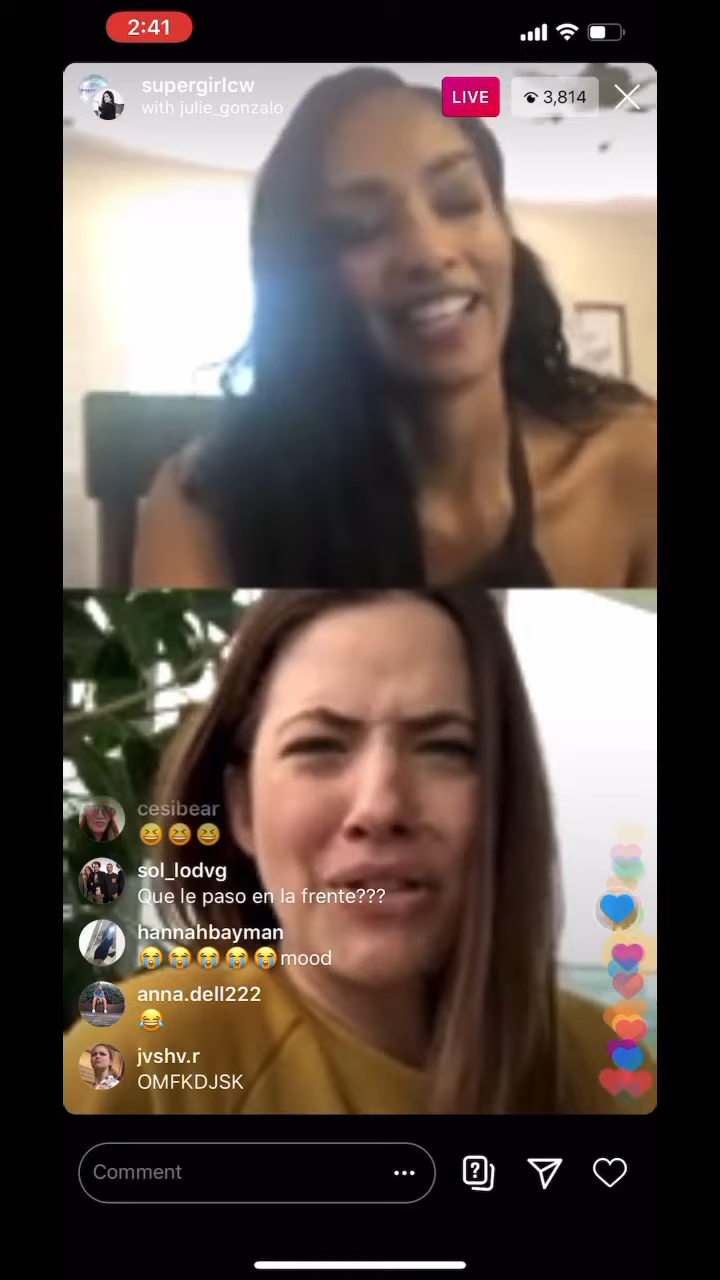 2:41
supergirlcw
with julie_gonzalo
LIVE
3,814
cesibear
😆😆😆
sol_lodvg
Que le paso en la frente???
hannahbayman
😭😭😭😭😭mood
anna.dell222
😂
jvshv.r
OMFKDJSK
Comment